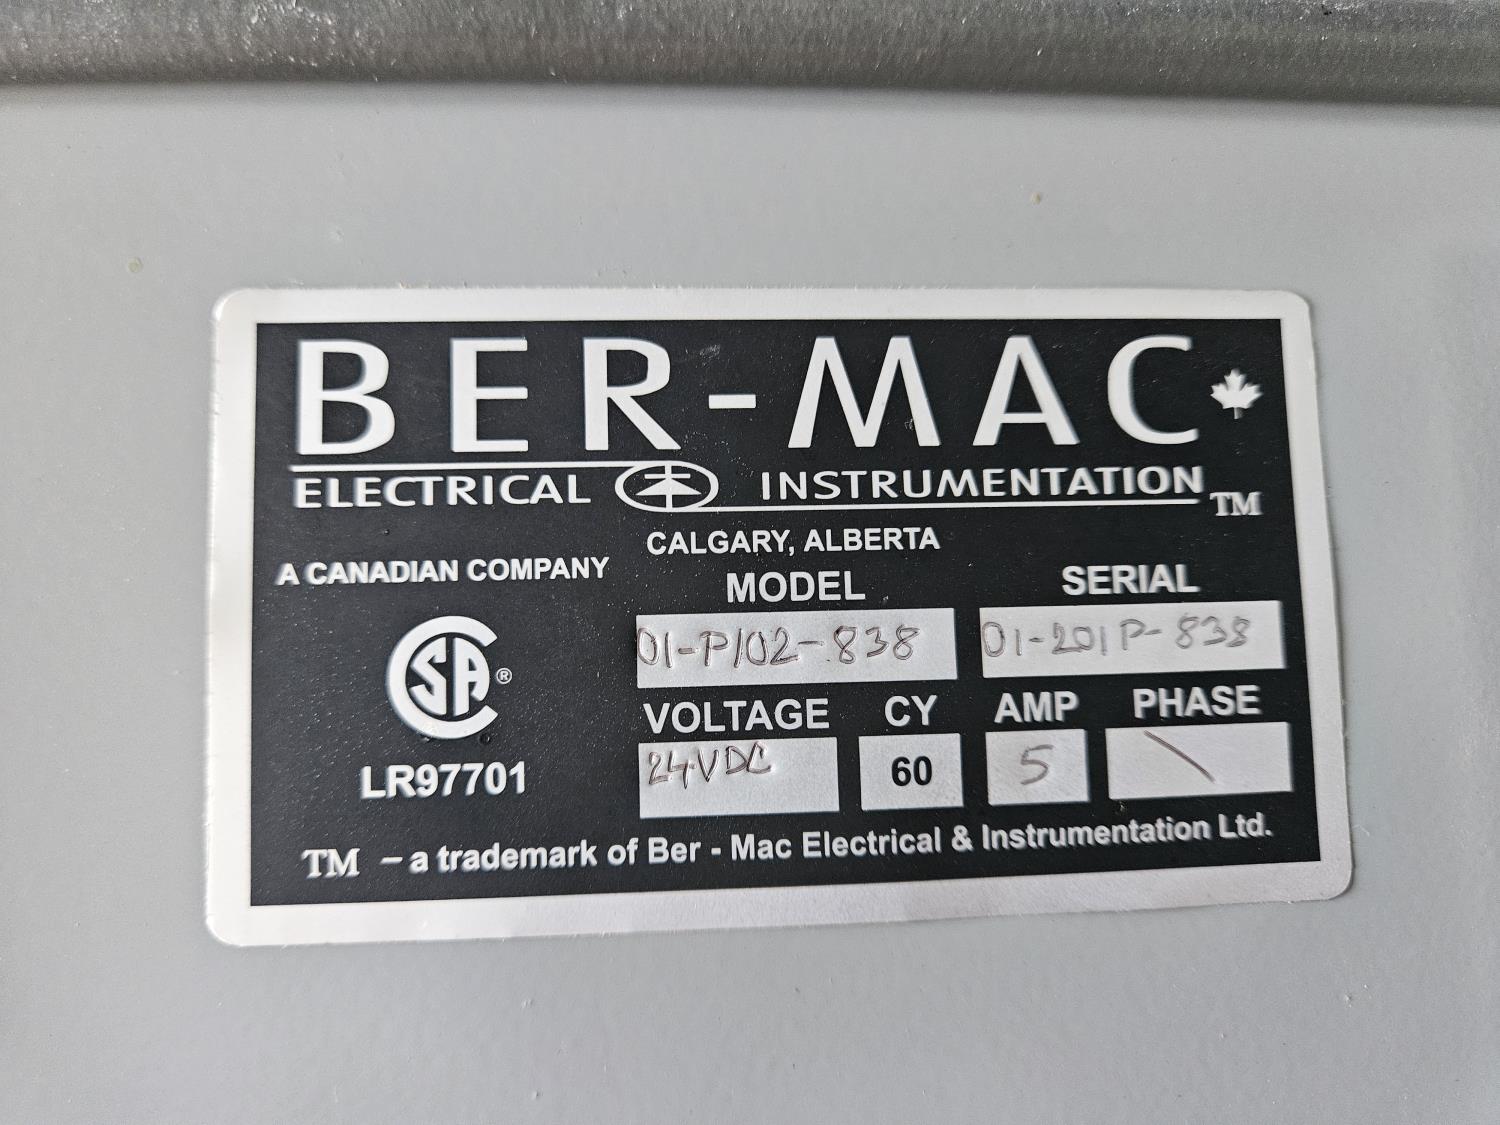 BER-MAC
ELECTRICAL INSTRUMENTATION TM
CALGARY, ALBERTA
A CANADIAN COMPANY
MODEL SERIAL
01-P102-838 01-201P-838
CSA ®
VOLTAGE CY AMP PHASE
24VDC 60 5 \
LR97701
TM – a trademark of Ber - Mac Electrical & Instrumentation Ltd.